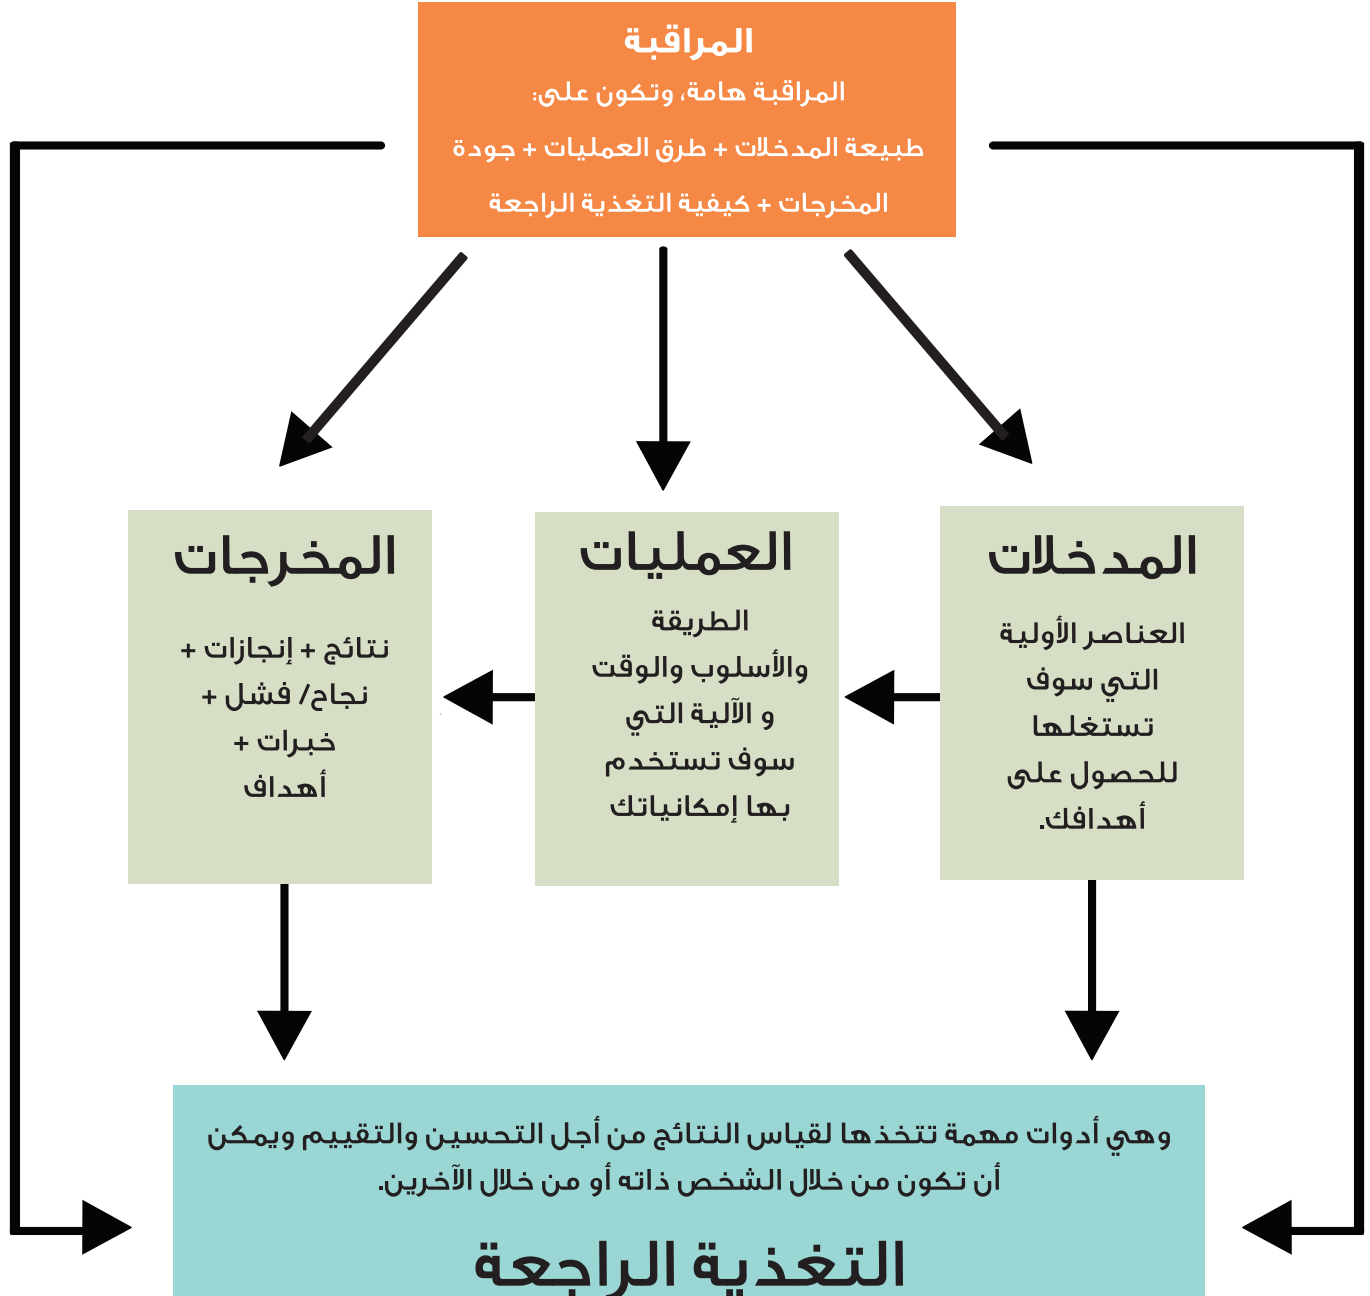 المراقبة
المراقبة هامة، وتكون على:
طبيعة المدخلات + طرق العمليات + جودة
المخرجات + كيفية التغذية الراجعة
المدخلات
العناصر الأولية
التي سوف
تستغلها
للحصول على
أهدافك.
العمليات
الطريقة
والأسلوب والوقت
و الآلية التي
سوف تستخدم
بها إمكانياتك
المخرجات
نتائج + إنجازات +
نجاح/ فشل +
خبرات +
أهداف
وهي أدوات مهمة تتخذها لقياس النتائج من أجل التحسين والتقييم ويمكن
أن تكون من خلال الشخص ذاته أو من خلال الآخرين.
التغذية الراجعة